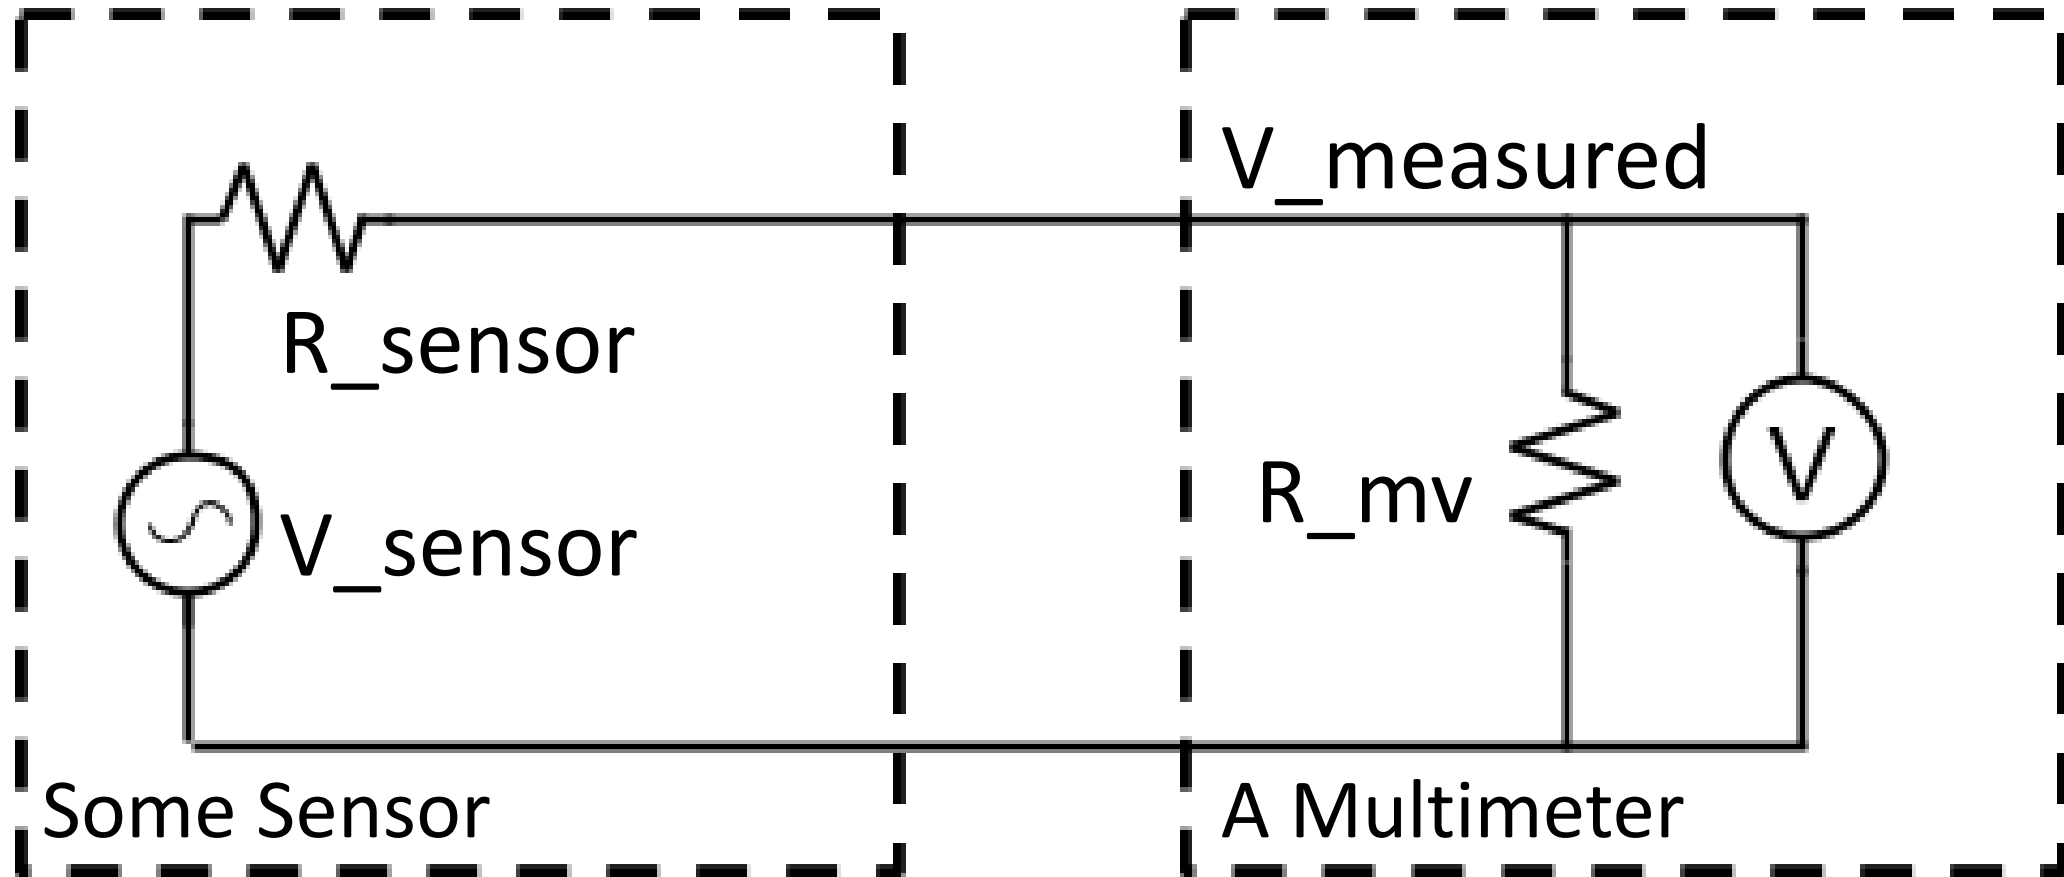 V_measured
R_sensor
R_mv
V
V_sensor
Some Sensor
A Multimeter